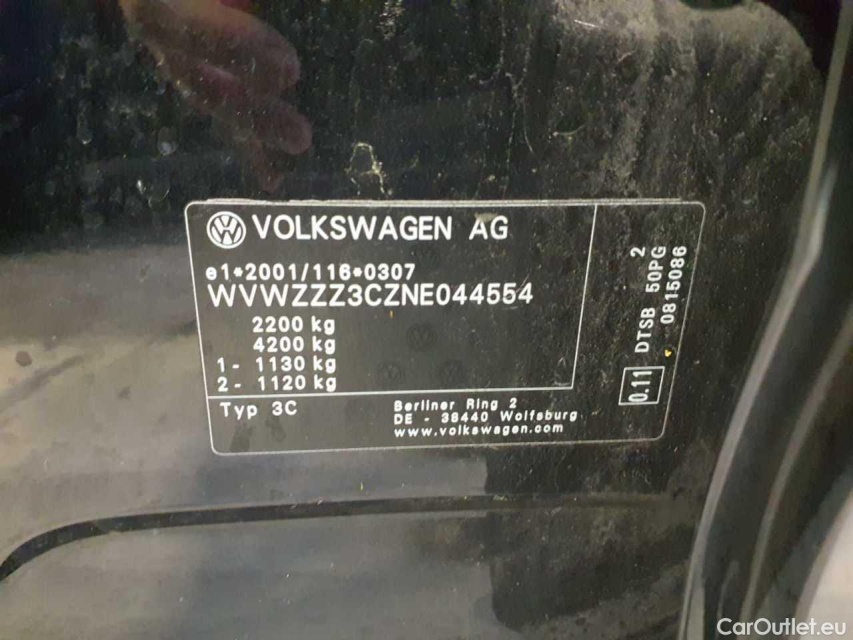 VOLKSWAGEN AG
e1*2001/116*0307
WVWZZZ3CZNE044554
2200 kg
4200 kg
1- 1130 kg
2- 1120 kg
Typ 3C
Berliner Ring 2
DE - 38440 Wolfsburg
www.volkswagen.com
0.11
DTSB 50PG 2
0815086
CarOutlet.eu